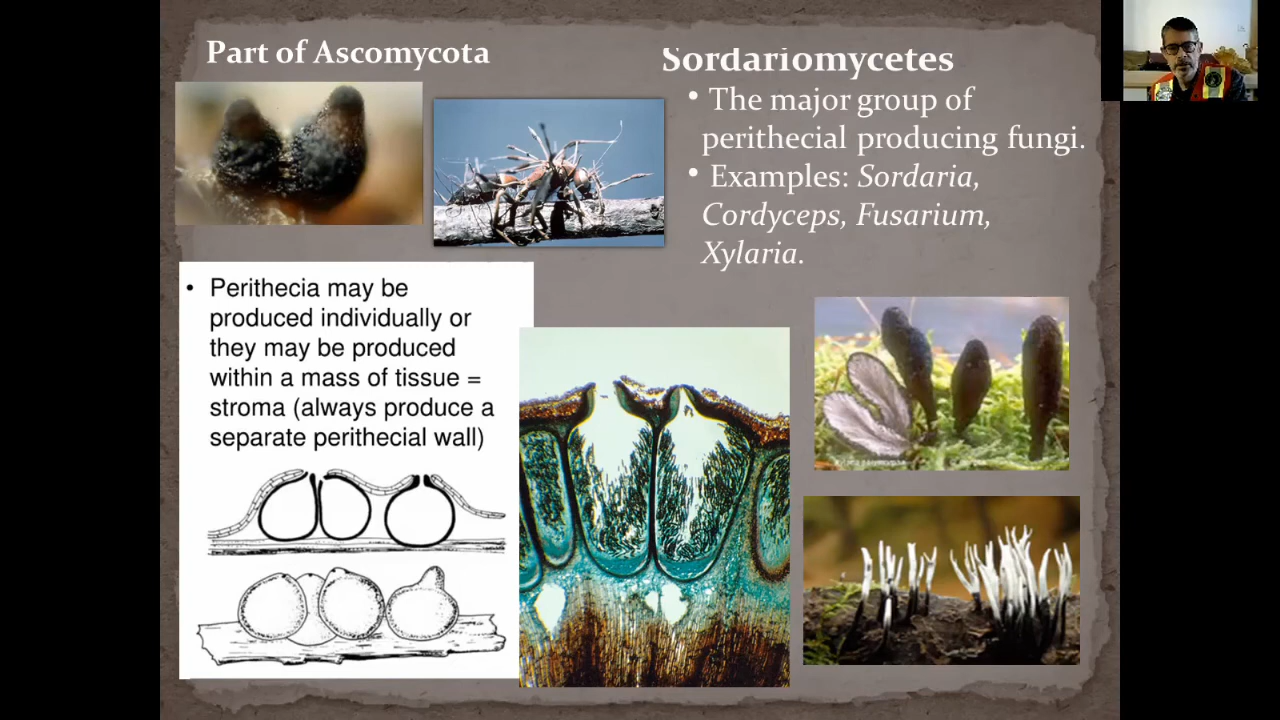 Part of Ascomycota
Sordariomycetes
• The major group of
perithecial producing fungi.
• Examples: Sordaria,
Cordyceps, Fusarium,
Xylaria.
• Perithecia may be
produced individually or
they may be produced
within a mass of tissue =
stroma (always produce a
separate perithecial wall)